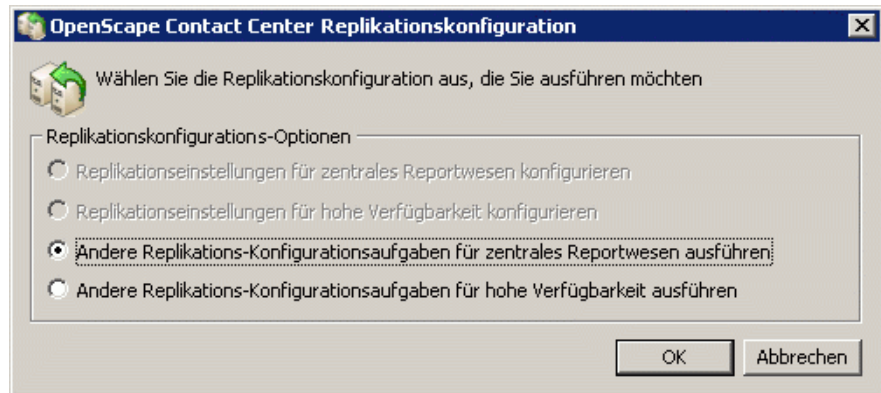 OpenScape Contact Center Replikationskonfiguration
Wählen Sie die Replikationskonfiguration aus, die Sie ausführen möchten
Replikationskonfigurations-Optionen
Replikationseinstellungen für zentrales Reportwesen konfigurieren
Replikationseinstellungen für hohe Verfügbarkeit konfigurieren
Andere Replikations-Konfigurationsaufgaben für zentrales Reportwesen ausführen
Andere Replikations-Konfigurationsaufgaben für hohe Verfügbarkeit ausführen
OK Abbrechen